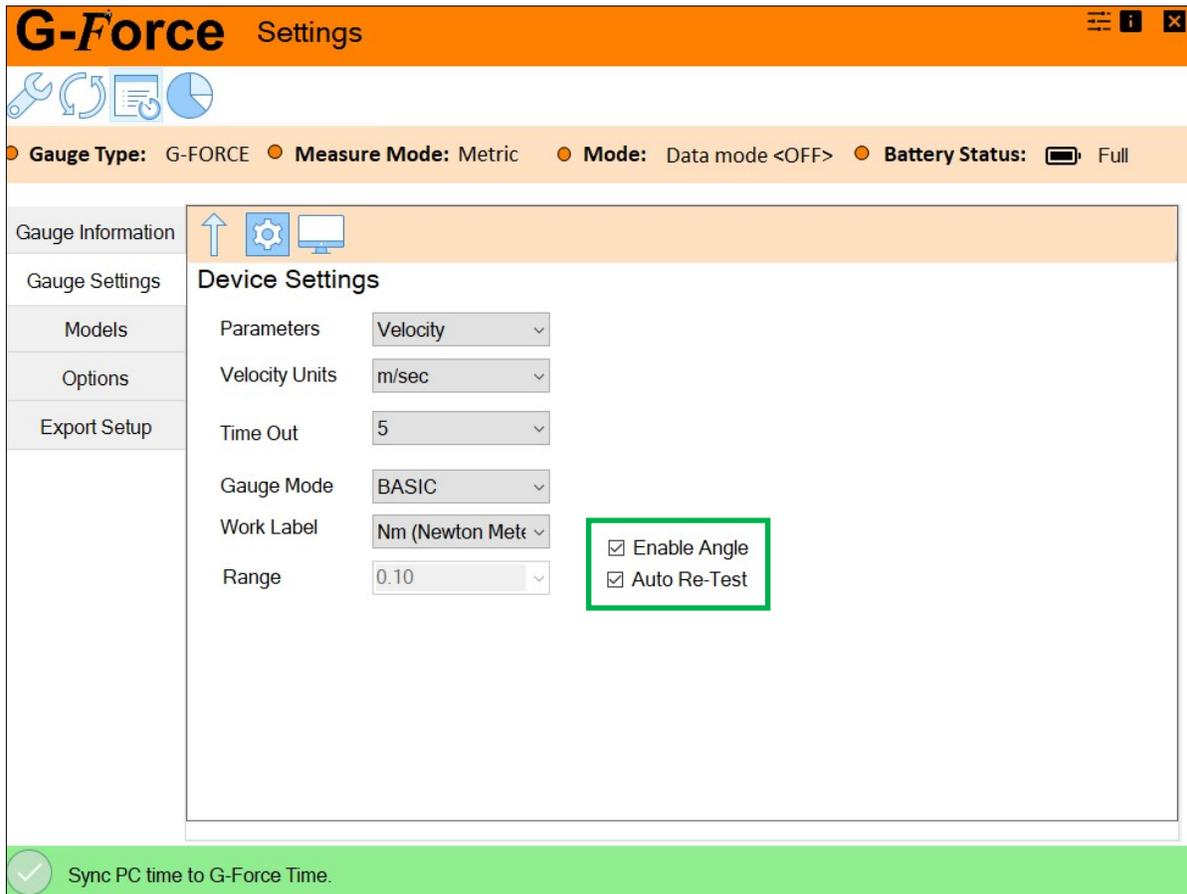 G-Force Settings
Gauge Type: G-FORCE Measure Mode: Metric Mode: Data mode <OFF> Battery Status: Full
Gauge Information
Gauge Settings
Models
Options
Export Setup
Device Settings
Parameters Velocity
Velocity Units m/sec
Time Out 5
Gauge Mode BASIC
Work Label Nm (Newton Mete
Enable Angle
Range 0.10
Auto Re-Test
Sync PC time to G-Force Time.